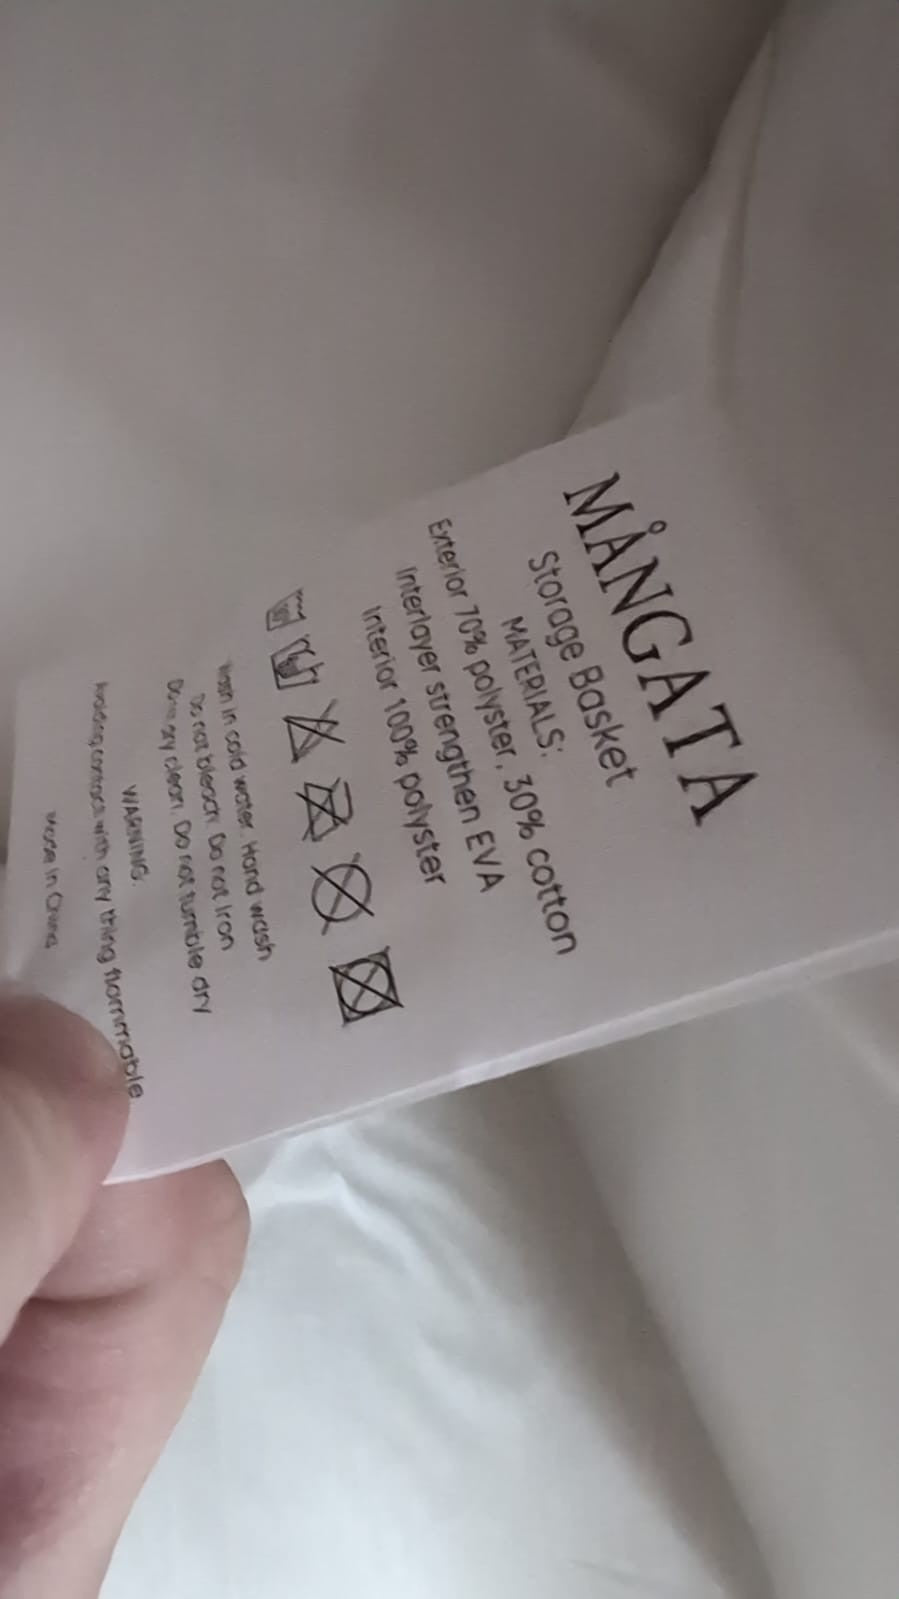 MÅNGATA
Storage Basket
MATERIALS:
Exterior 70% polyster, 30% cotton
Interlayer strengthen EVA
Interior 100% polyster
Wash in cold water. Hand wash
Do not bleach. Do not Iron
Do not dry clean. Do not tumble dry
WARNING:
Avoiding contact with any thing flammable
Made in China